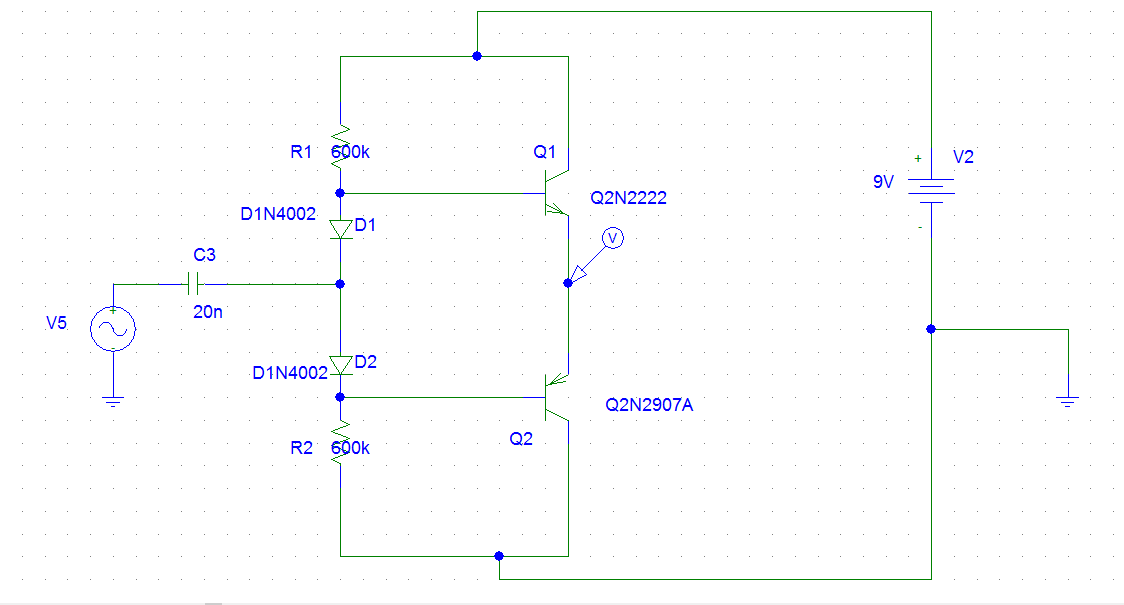 R1 600k
Q1
Q2N2222
D1N4002
D1
V
C3
20n
V5
+
-
D1N4002
D2
R2 600k
Q2
Q2N2907A
+
V2
9V
-